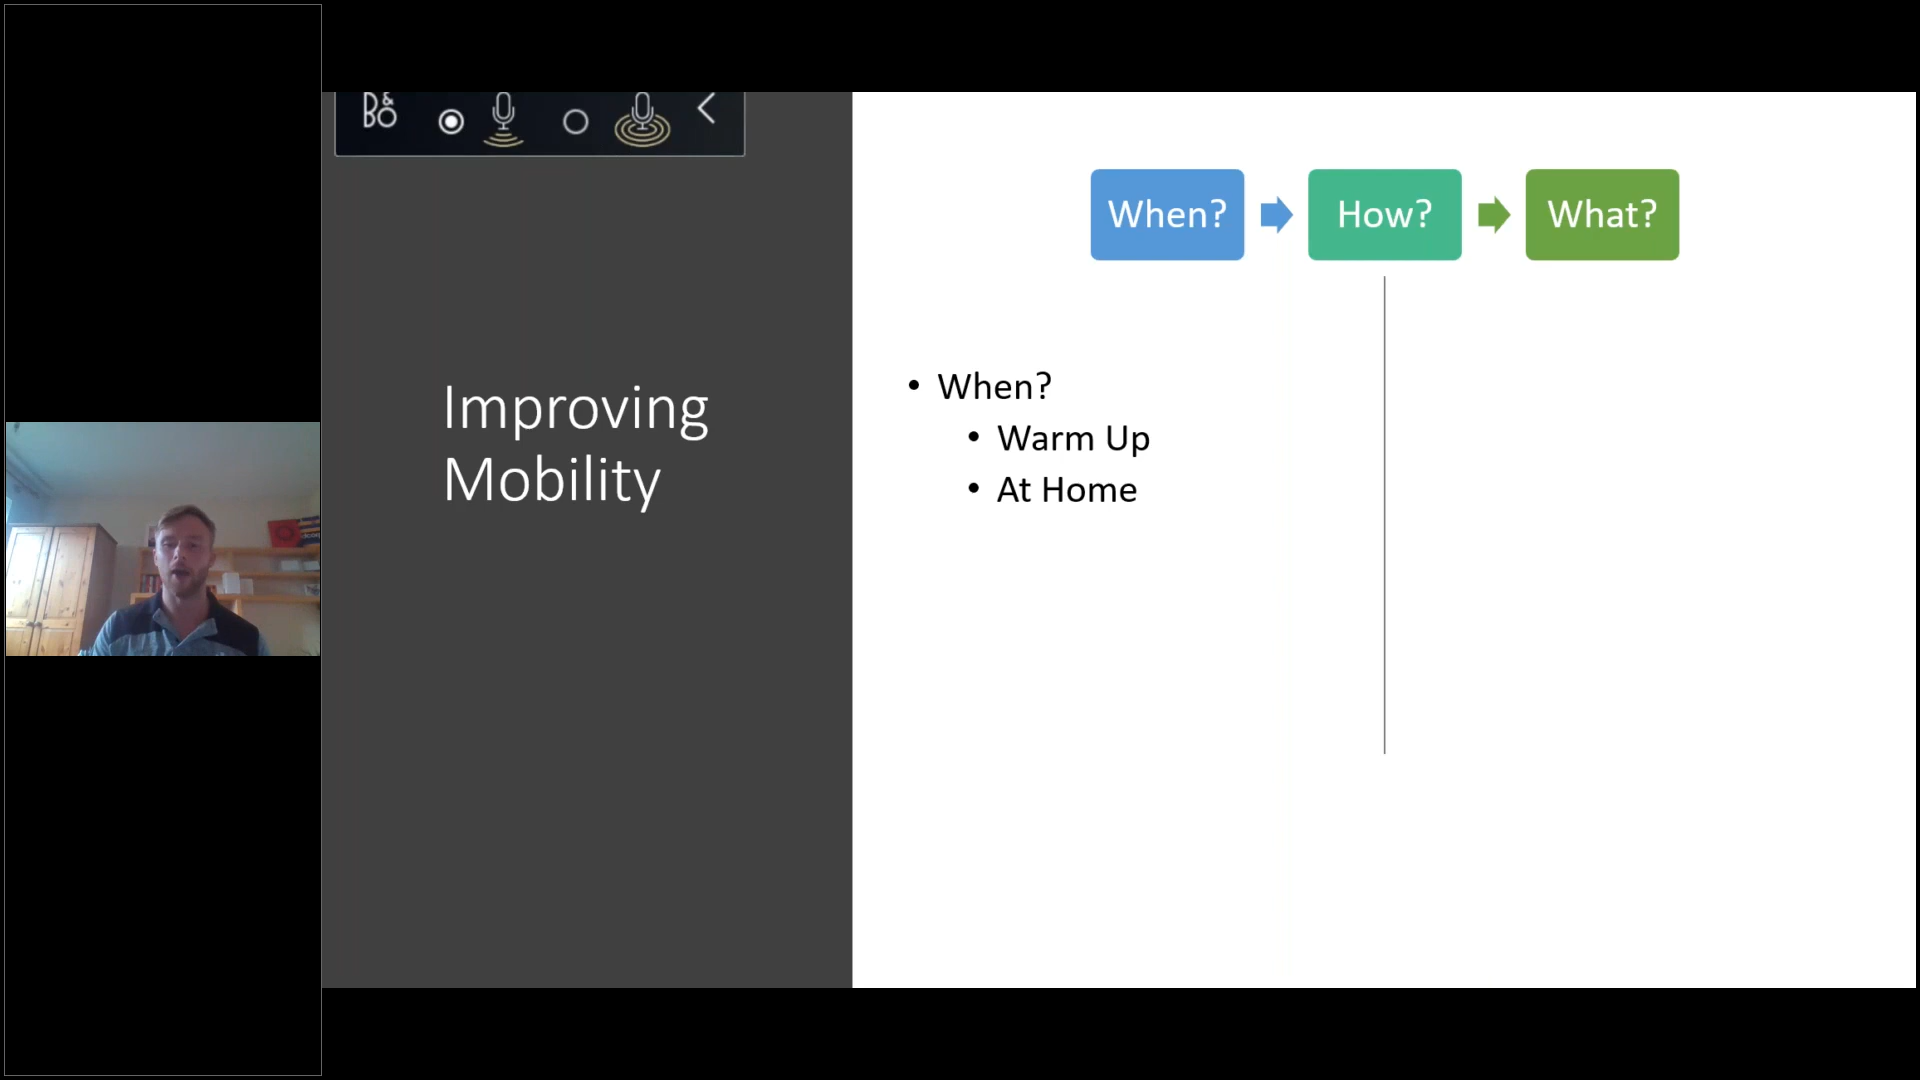 B&O
When?
How?
What?
Improving
Mobility
• When?
• Warm Up
• At Home